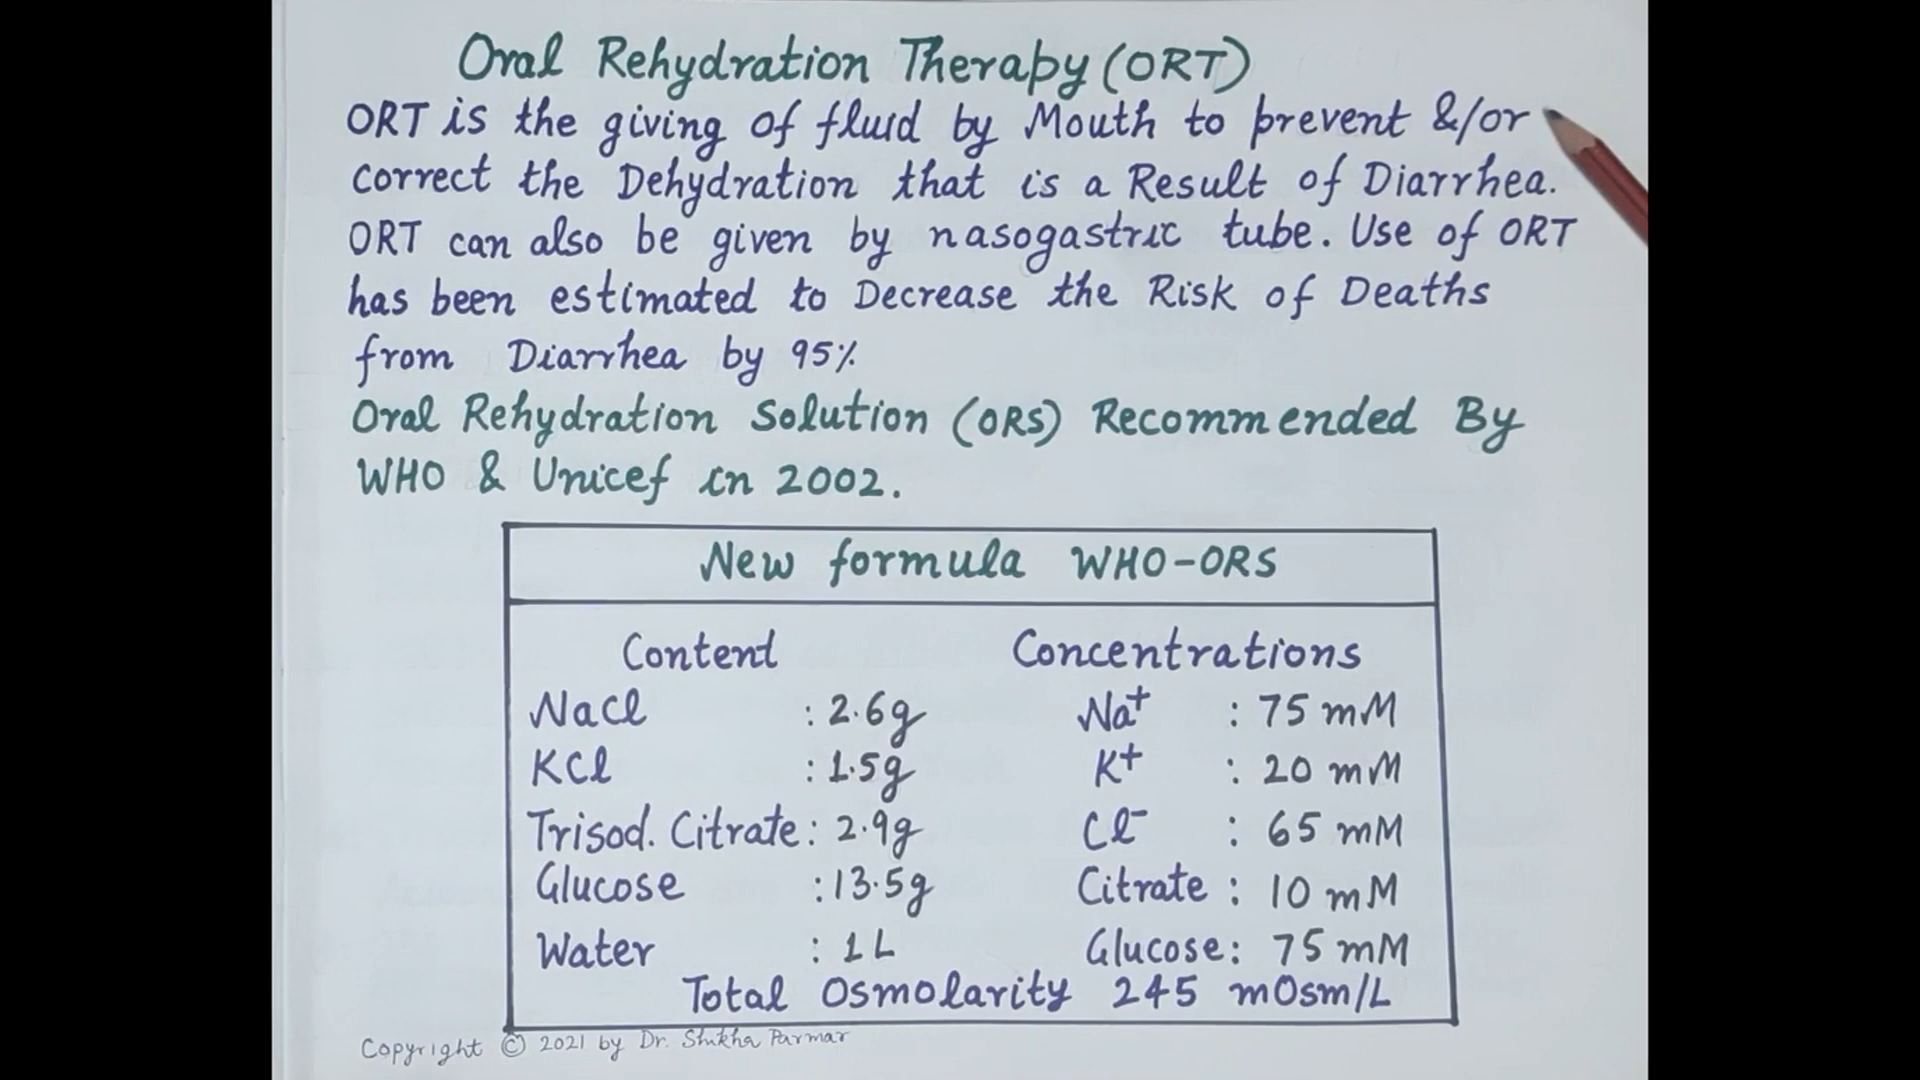 Oral Rehydration Therapy (ORT)
ORT is the giving of fluid by Mouth to prevent &/or
correct the Dehydration that is a Result of Diarrhea.
ORT can also be given by nasogastric tube. Use of ORT
has been estimated to Decrease the Risk of Deaths
from Diarrhea by 95%
Oral Rehydration Solution (ORS) Recommended By
WHO & Unicef in 2002.
New formula WHO-ORS
Content Concentrations
NaCl : 2.6g Na+ : 75 mM
KCl : 1.5g K+ : 20 mM
Trisod. Citrate : 2.9g Cl- : 65 mM
Glucose : 13.5g Citrate : 10 mM
Water : 1L Glucose : 75 mM
Total Osmolarity 245 mOsm/L
Copyright © 2021 by Dr. Shikha Parmar